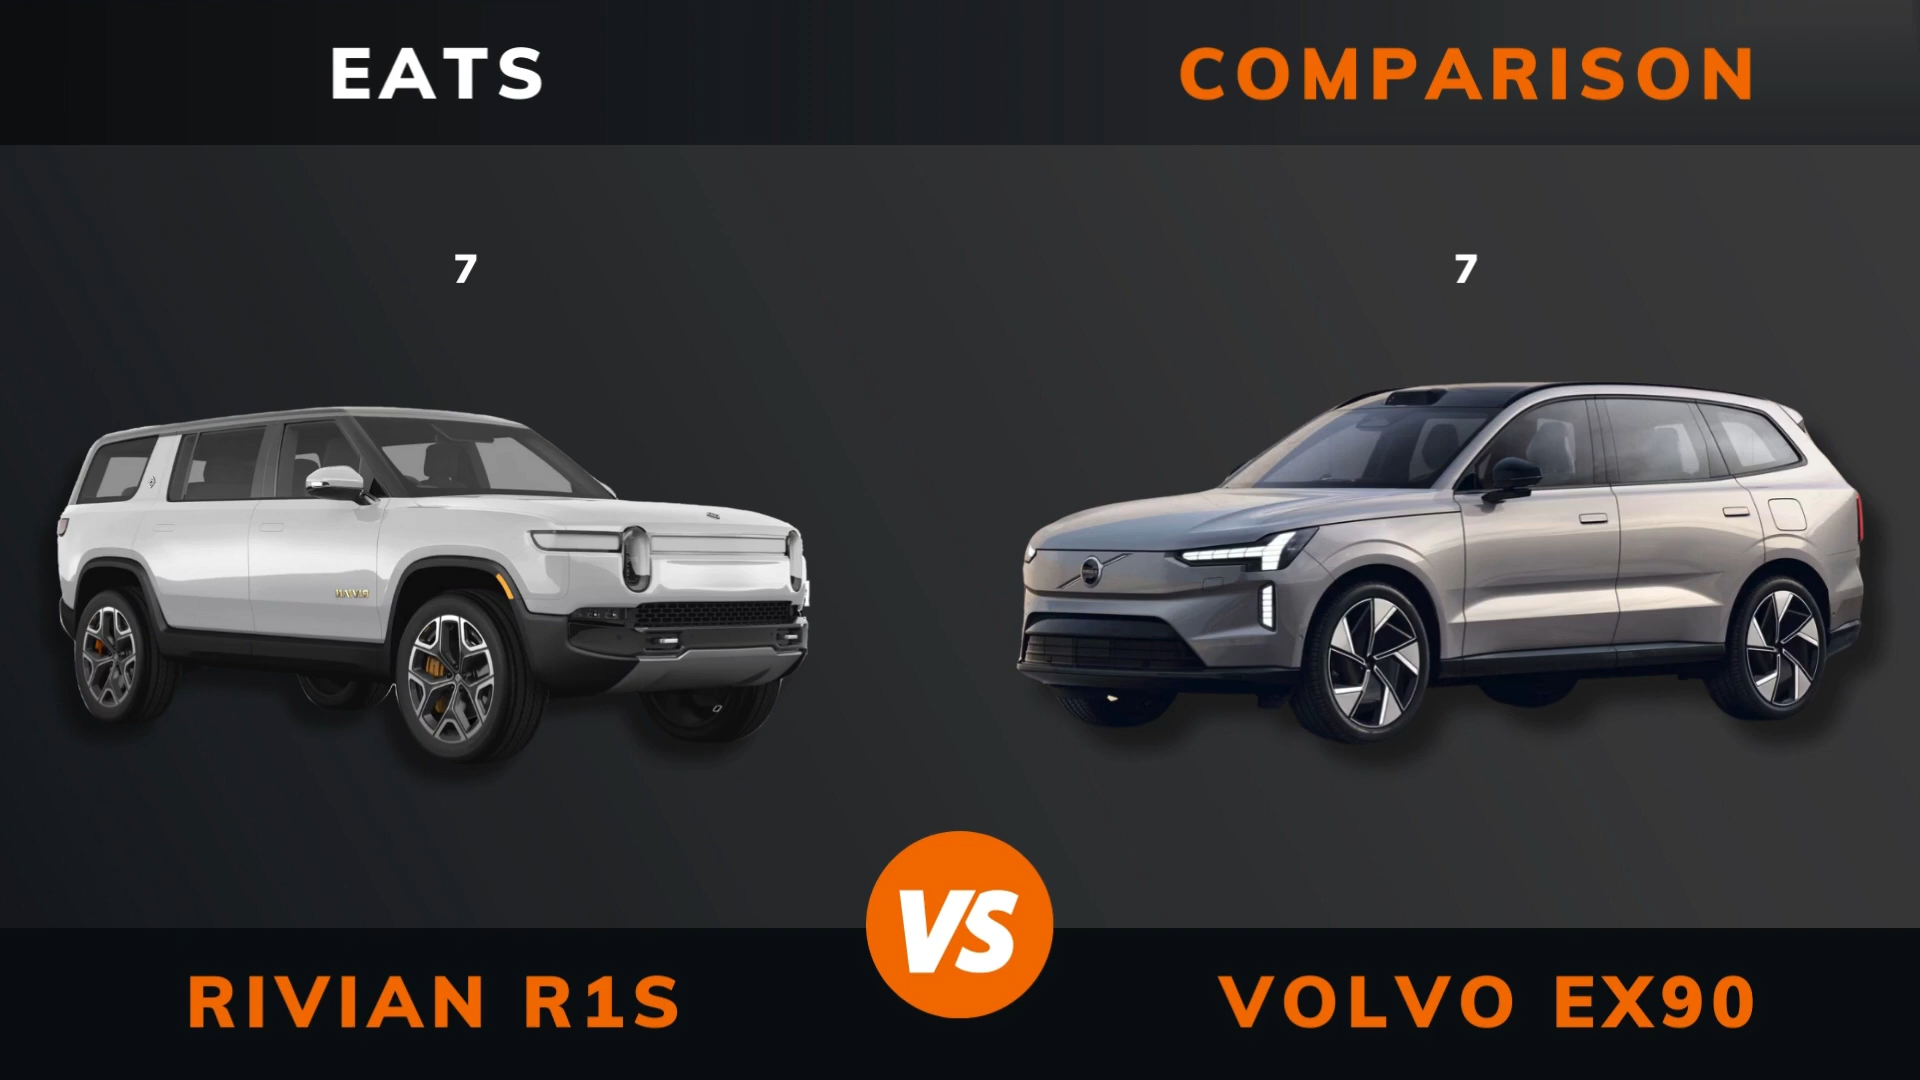 EATS COMPARISON
7 7
VS
RIVIAN R1S VOLVO EX90